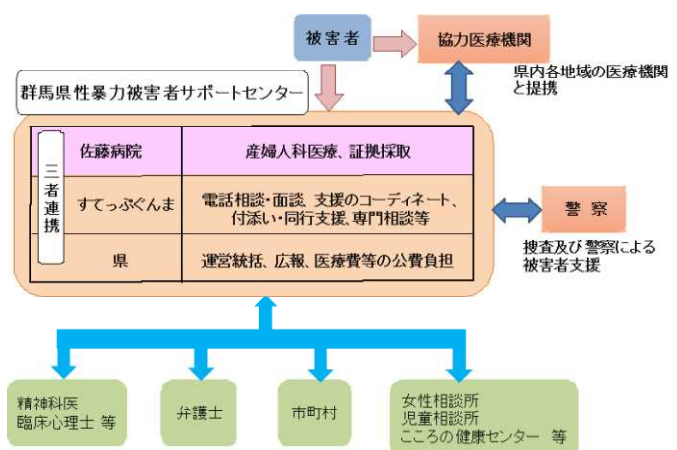 被害者
協力医療機関
県内各地域の医療機関
と提携
群馬県性暴力被害者サポートセンター
三者連携
佐藤病院
産婦人科医療、証拠採取
すてっぷぐんま
電話相談・面談、支援のコーディネート、
付添い・同行支援、専門相談等
県
運営統括、広報、医療費等の公費負担
警察
捜査及び警察による
被害者支援
精神科医
臨床心理士 等
弁護士
市町村
女性相談所
児童相談所
こころの健康センター 等